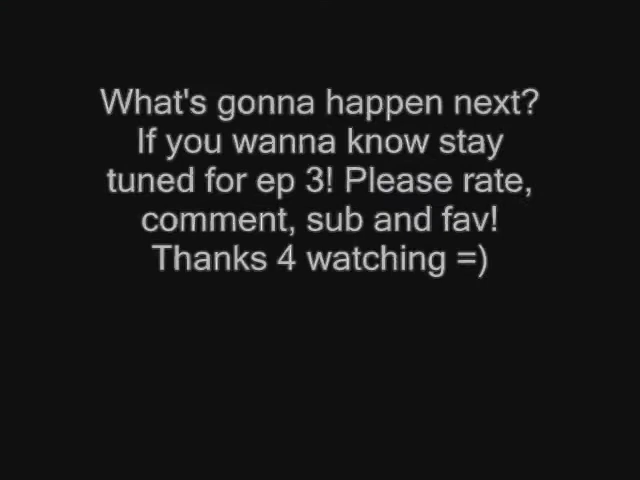 What's gonna happen next?
If you wanna know stay
tuned for ep 3! Please rate,
comment, sub and fav!
Thanks 4 watching =)